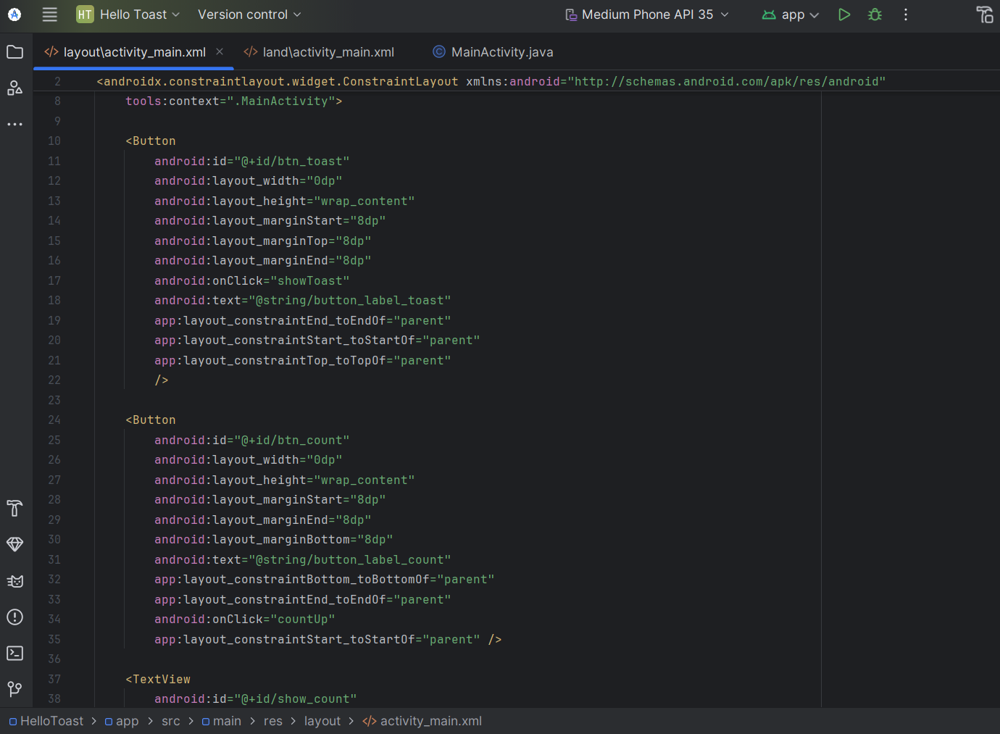 HT Hello Toast Version control Medium Phone API 35 app
layout\activity_main.xml land\activity_main.xml MainActivity.java
2 <androidx.constraintlayout.widget.ConstraintLayout xmlns:android="http://schemas.android.com/apk/res/android"
8 tools:context=".MainActivity">
9
10 <Button
11 android:id="@+id/btn_toast"
12 android:layout_width="0dp"
13 android:layout_height="wrap_content"
14 android:layout_marginStart="8dp"
15 android:layout_marginTop="8dp"
16 android:layout_marginEnd="8dp"
17 android:onClick="showToast"
18 android:text="@string/button_label_toast"
19 app:layout_constraintEnd_toEndOf="parent"
20 app:layout_constraintStart_toStartOf="parent"
21 app:layout_constraintTop_toTopOf="parent"
22 />
23
24 <Button
25 android:id="@+id/btn_count"
26 android:layout_width="0dp"
27 android:layout_height="wrap_content"
28 android:layout_marginStart="8dp"
29 android:layout_marginEnd="8dp"
30 android:layout_marginBottom="8dp"
31 android:text="@string/button_label_count"
32 app:layout_constraintBottom_toBottomOf="parent"
33 app:layout_constraintEnd_toEndOf="parent"
34 android:onClick="countUp"
35 app:layout_constraintStart_toStartOf="parent" />
36
37 <TextView
38 android:id="@+id/show_count"
HelloToast > app > src > main > res > layout > activity_main.xml